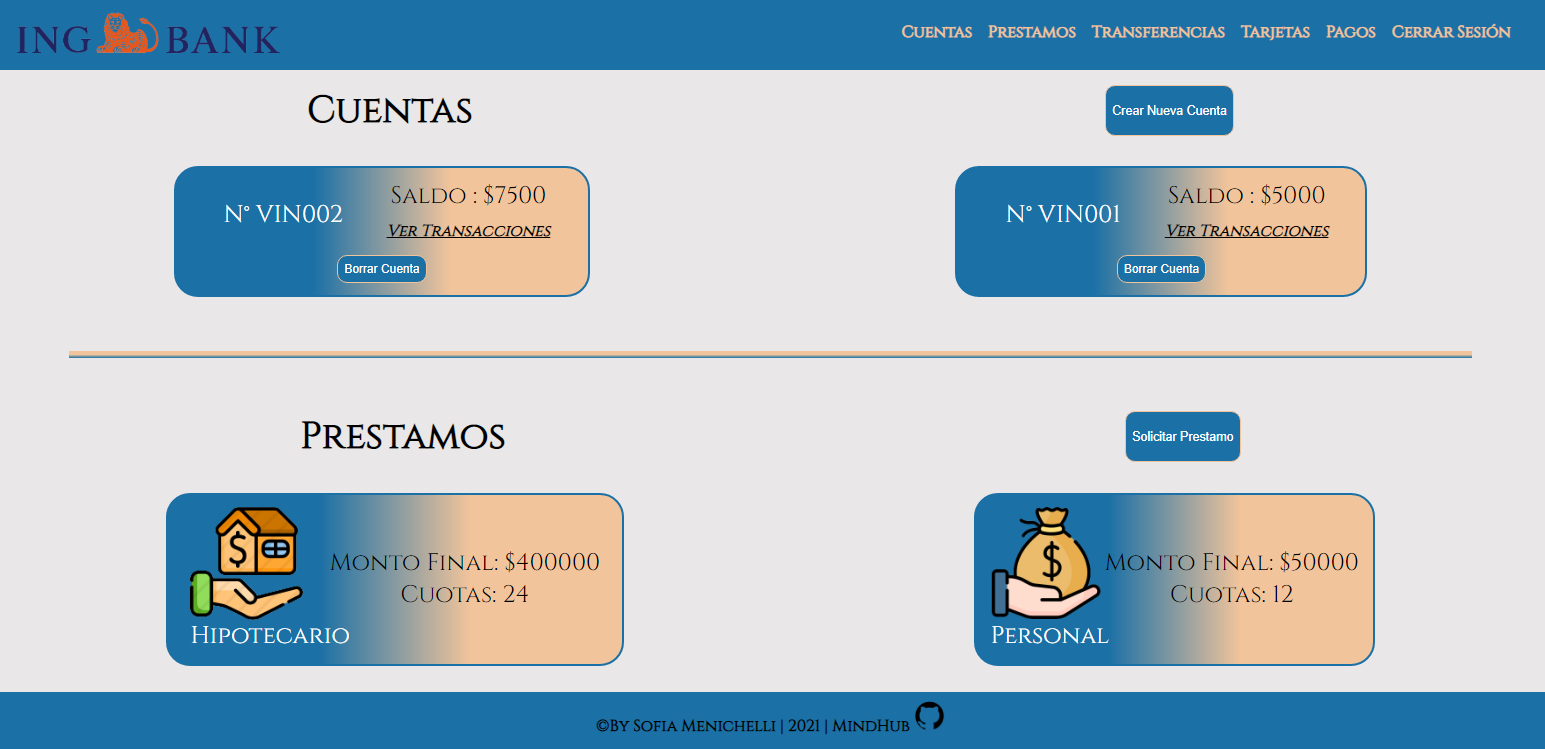 ING BANK
Cuentas Prestamos Transferencias Tarjetas Pagos Cerrar Sesión
Cuentas
Crear Nueva Cuenta
N° VIN002
Saldo : $7500
Ver Transacciones
Borrar Cuenta
N° VIN001
Saldo : $5000
Ver Transacciones
Borrar Cuenta
Prestamos
Solicitar Prestamo
$
Monto Final: $400000
Cuotas: 24
Hipotecario
$
Monto Final: $50000
Cuotas: 12
Personal
©By Sofia Menichelli | 2021 | MindHub